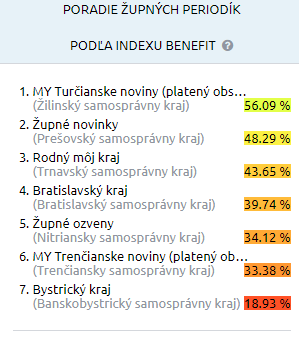 PORADIE ŽUPNÝCH PERIODÍK
PODĽA INDEXU BENEFIT ?
1. MY Turčianske noviny (platený obs…
(Žilinský samosprávny kraj) 56.09 %
2. Župné novinky
(Prešovský samosprávny kraj) 48.29 %
3. Rodný môj kraj
(Trnavský samosprávny kraj) 43.65 %
4. Bratislavský kraj
(Bratislavský samosprávny kraj) 39.74 %
5. Župné ozveny
(Nitriansky samosprávny kraj) 34.12 %
6. MY Trenčianske noviny (platený ob…
(Trenčiansky samosprávny kraj) 33.38 %
7. Bystrický kraj
(Banskobystrický samosprávny kraj) 18.93 %